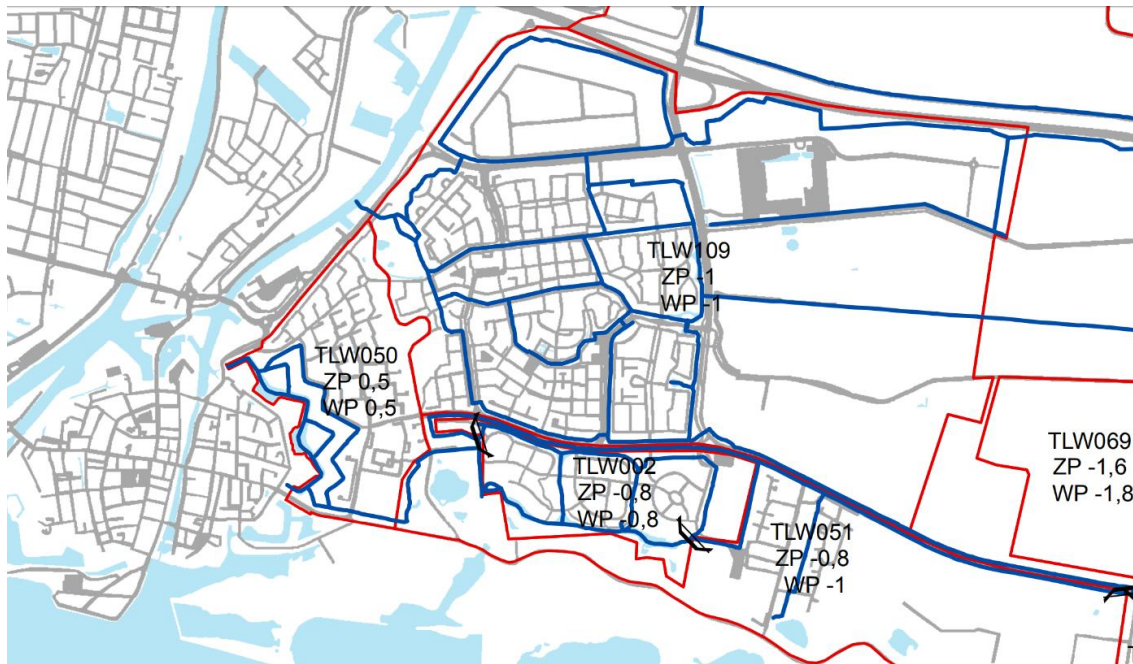 TLW109
ZP -1
WP -1
TLW050
ZP 0,5
WP 0,5
TLW069
ZP -1,6
WP -1,8
TLW002
ZP -0,8
WP -0,8
TLW051
ZP -0,8
WP -1